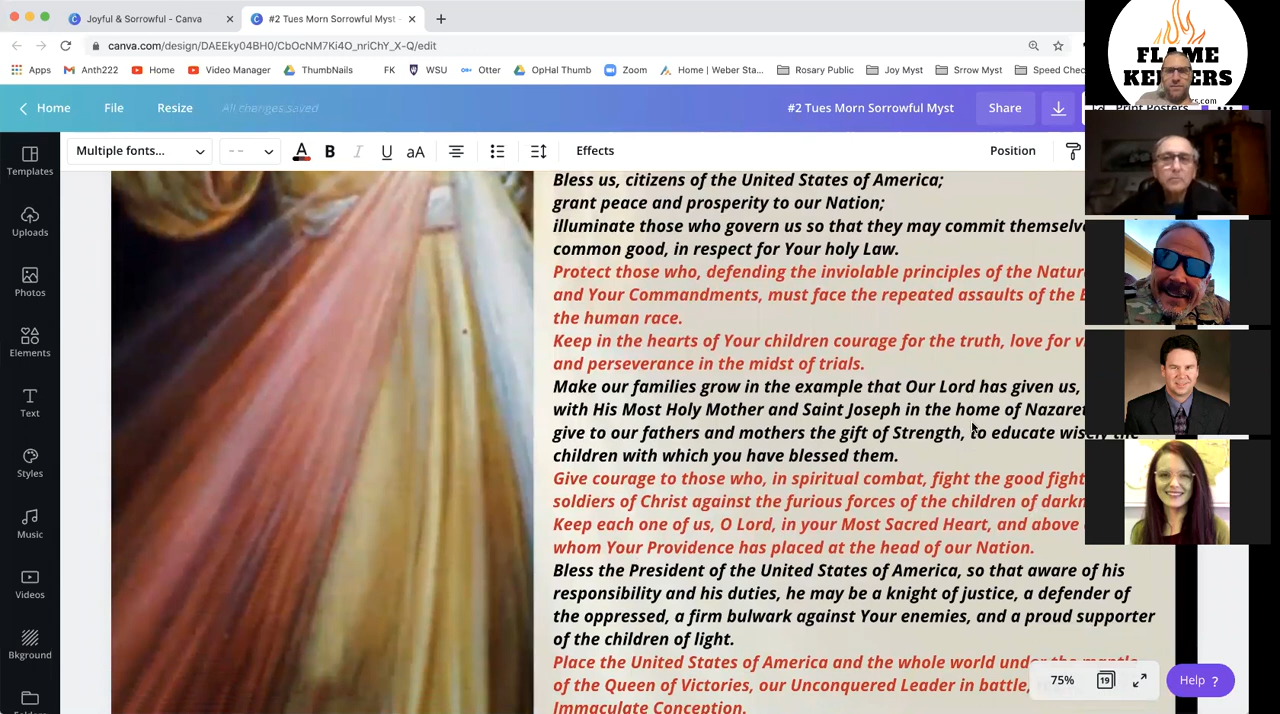 Joyful & Sorrowful - Canva
#2 Tues Morn Sorrowful Myst -
canva.com/design/DAEEky04BH0/CbOcNM7Ki4O_nriChY_X-Q/edit
Apps Anth222 Home Video Manager ThumbNails FK WSU Otter OpHal Thumb Zoom Home | Weber Sta... Rosary Public Joy Myst Srrow Myst Speed Chec
FLAME
KEEPERS
s.com
Home File Resize All changes saved #2 Tues Morn Sorrowful Myst Share Print Posters
Multiple fonts... -- A B I U aA Effects Position
Templates
Uploads
Photos
Elements
Text
Styles
Music
Videos
Bkground
Bless us, citizens of the United States of America;
grant peace and prosperity to our Nation;
illuminate those who govern us so that they may commit themselve
common good, in respect for Your holy Law.
Protect those who, defending the inviolable principles of the Nature
and Your Commandments, must face the repeated assaults of the E
the human race.
Keep in the hearts of Your children courage for the truth, love for vi
and perseverance in the midst of trials.
Make our families grow in the example that Our Lord has given us,
with His Most Holy Mother and Saint Joseph in the home of Nazaret
give to our fathers and mothers the gift of Strength, to educate wisely the
children with which you have blessed them.
Give courage to those who, in spiritual combat, fight the good fight
soldiers of Christ against the furious forces of the children of darkn
Keep each one of us, O Lord, in your Most Sacred Heart, and above
whom Your Providence has placed at the head of our Nation.
Bless the President of the United States of America, so that aware of his
responsibility and his duties, he may be a knight of justice, a defender of
the oppressed, a firm bulwark against Your enemies, and a proud supporter
of the children of light.
Place the United States of America and the whole world under the mantle
of the Queen of Victories, our Unconquered Leader in battle,
Immaculate Conception.
75% 19 Help ?